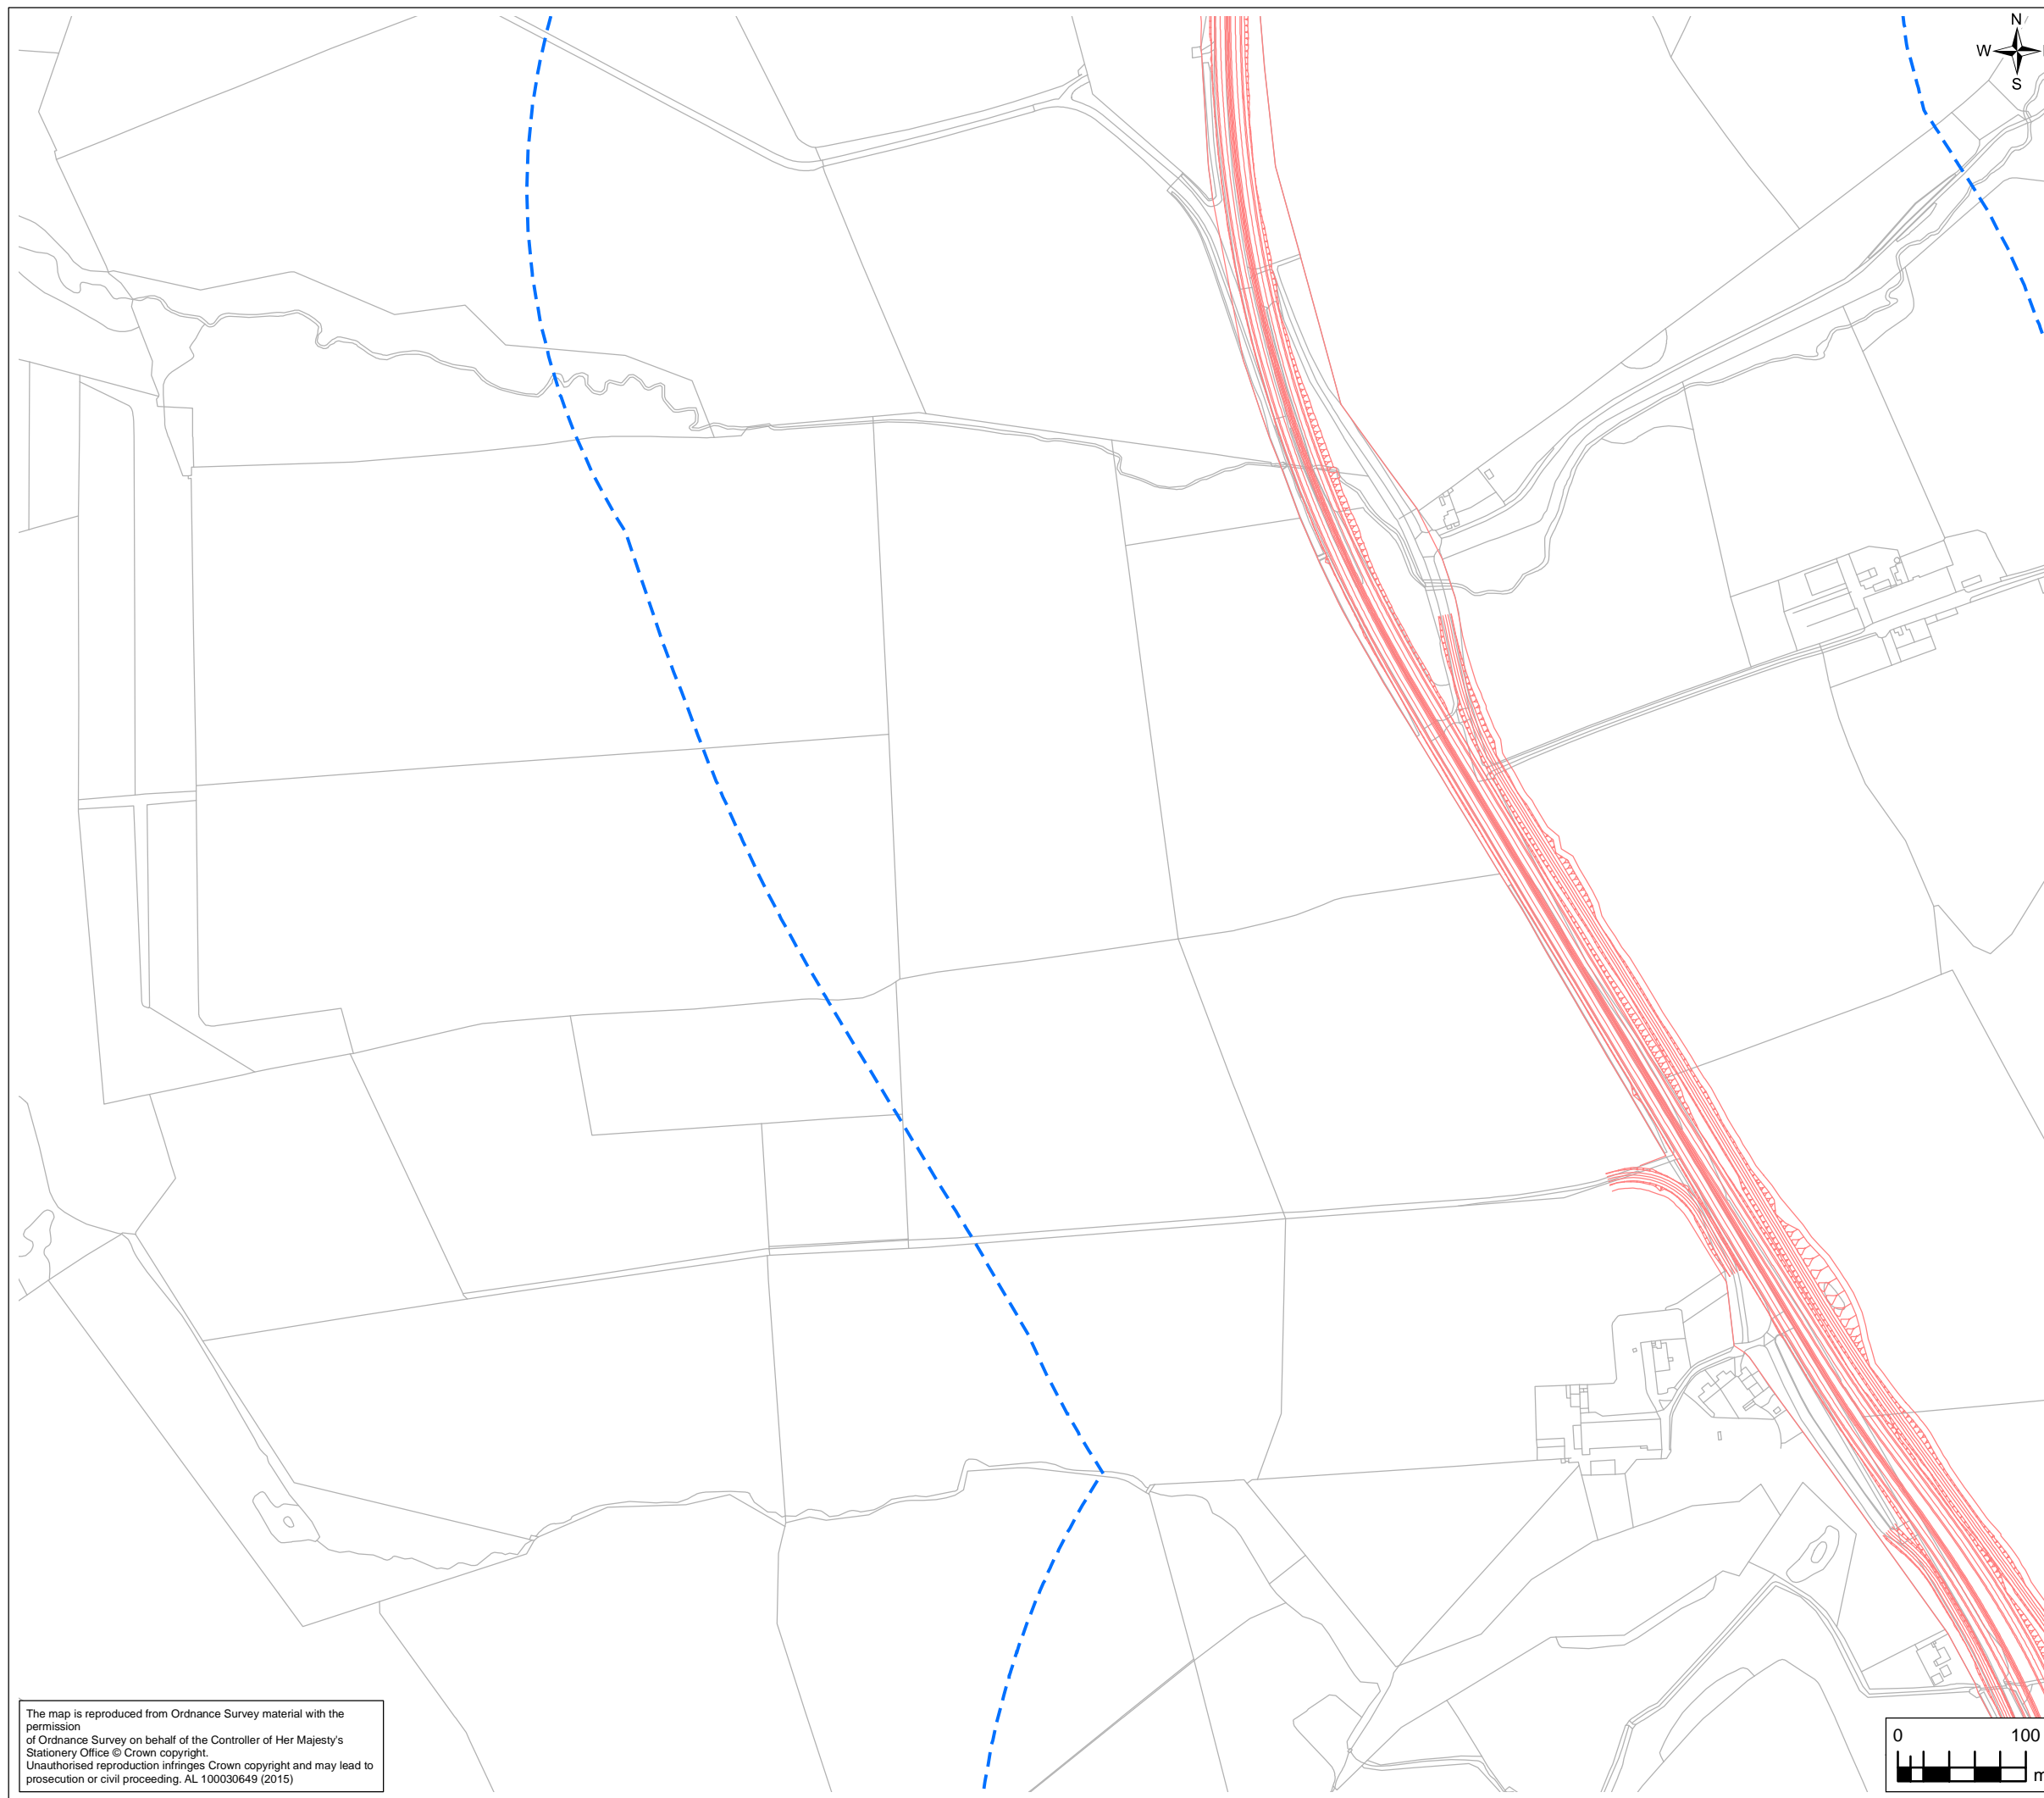 N
W
S
The map is reproduced from Ordnance Survey material with the
permission
of Ordnance Survey on behalf of the Controller of Her Majesty's
Stationery Office © Crown copyright.
Unauthorised reproduction infringes Crown copyright and may lead to
prosecution or civil proceeding. AL 100030649 (2015)
0 100
m